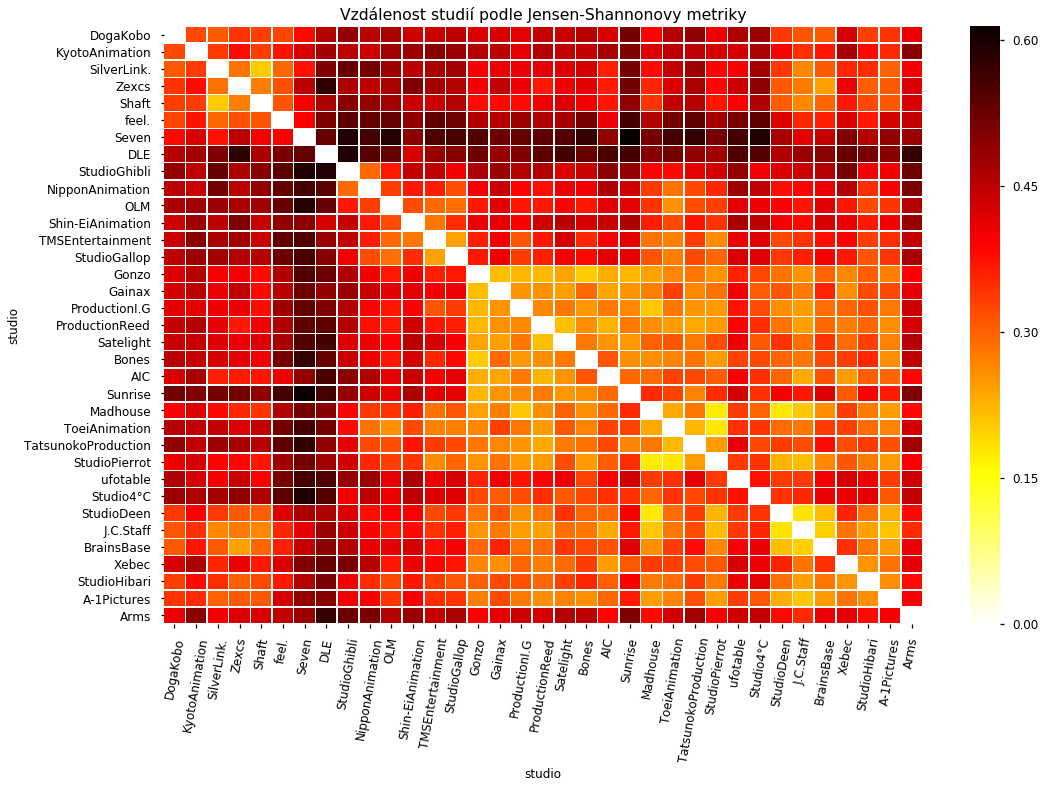 Vzdálenost studií podle Jensen-Shannonovy metriky
DogaKobo
KyotoAnimation
SilverLink.
Zexcs
Shaft
feel.
Seven
DLE
StudioGhibli
NipponAnimation
OLM
Shin-EiAnimation
TMSEntertainment
StudioGallop
Gonzo
Gainax
ProductionI.G
ProductionReed
Satelight
Bones
AIC
Sunrise
Madhouse
ToeiAnimation
TatsunokoProduction
StudioPierrot
ufotable
Studio4°C
StudioDeen
J.C.Staff
BrainsBase
Xebec
StudioHibari
A-1Pictures
Arms
studio
DogaKobo
KyotoAnimation
SilverLink.
Zexcs
Shaft
feel.
Seven
DLE
StudioGhibli
NipponAnimation
OLM
Shin-EiAnimation
TMSEntertainment
StudioGallop
Gonzo
Gainax
ProductionI.G
ProductionReed
Satelight
Bones
AIC
Sunrise
Madhouse
ToeiAnimation
TatsunokoProduction
StudioPierrot
ufotable
Studio4°C
StudioDeen
J.C.Staff
BrainsBase
Xebec
StudioHibari
A-1Pictures
Arms
studio
0.60
0.45
0.30
0.15
0.00